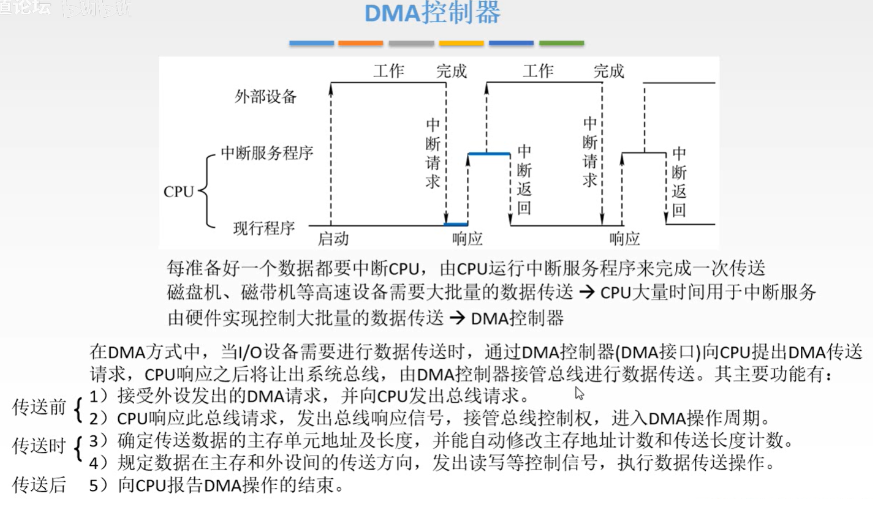 道论坛
DMA控制器
工作 完成 工作 完成
外部设备
中断请求 中断请求
中断服务程序 中断返回 中断返回
CPU
现行程序
启动 响应 响应
每准备好一个数据都要中断CPU，由CPU运行中断服务程序来完成一次传送
磁盘机、磁带机等高速设备需要大批量的数据传送 → CPU大量时间用于中断服务
由硬件实现控制大批量的数据传送 → DMA控制器
在DMA方式中，当I/O设备需要进行数据传送时，通过DMA控制器(DMA接口)向CPU提出DMA传送
请求，CPU响应之后将让出系统总线，由DMA控制器接管总线进行数据传送。其主要功能有：
传送前 { 1）接受外设发出的DMA请求，并向CPU发出总线请求。
2）CPU响应此总线请求，发出总线响应信号，接管总线控制权，进入DMA操作周期。
传送时 { 3）确定传送数据的主存单元地址及长度，并能自动修改主存地址计数和传送长度计数。
4）规定数据在主存和外设间的传送方向，发出读写等控制信号，执行数据传送操作。
传送后 5）向CPU报告DMA操作的结束。